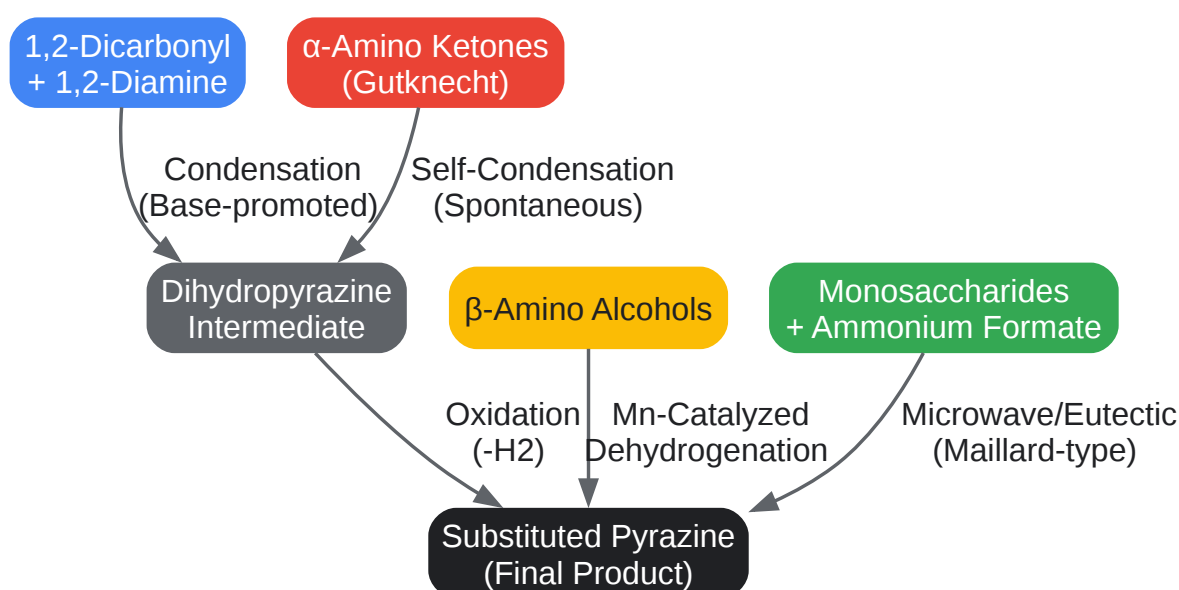 1,2-Dicarbonyl
+ 1,2-Diamine
α-Amino Ketones
(Gutknecht)
Condensation
(Base-promoted)
Self-Condensation
(Spontaneous)
Dihydropyrazine
Intermediate
β-Amino Alcohols
Monosaccharides
+ Ammonium Formate
Oxidation
(-H2)
Mn-Catalyzed
Dehydrogenation
Microwave/Eutectic
(Maillard-type)
Substituted Pyrazine
(Final Product)